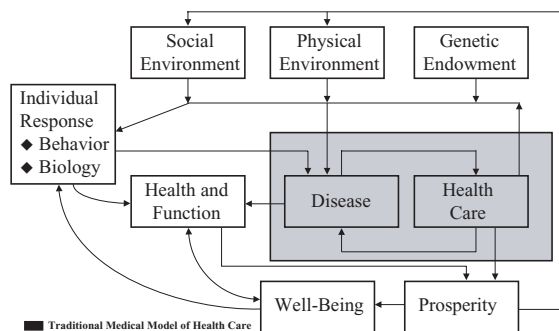 Social
Environment
Physical
Environment
Genetic
Endowment
Individual
Response
◆ Behavior
◆ Biology
Health and
Function
Disease
Health
Care
Well-Being
Prosperity
Traditional Medical Model of Health Care